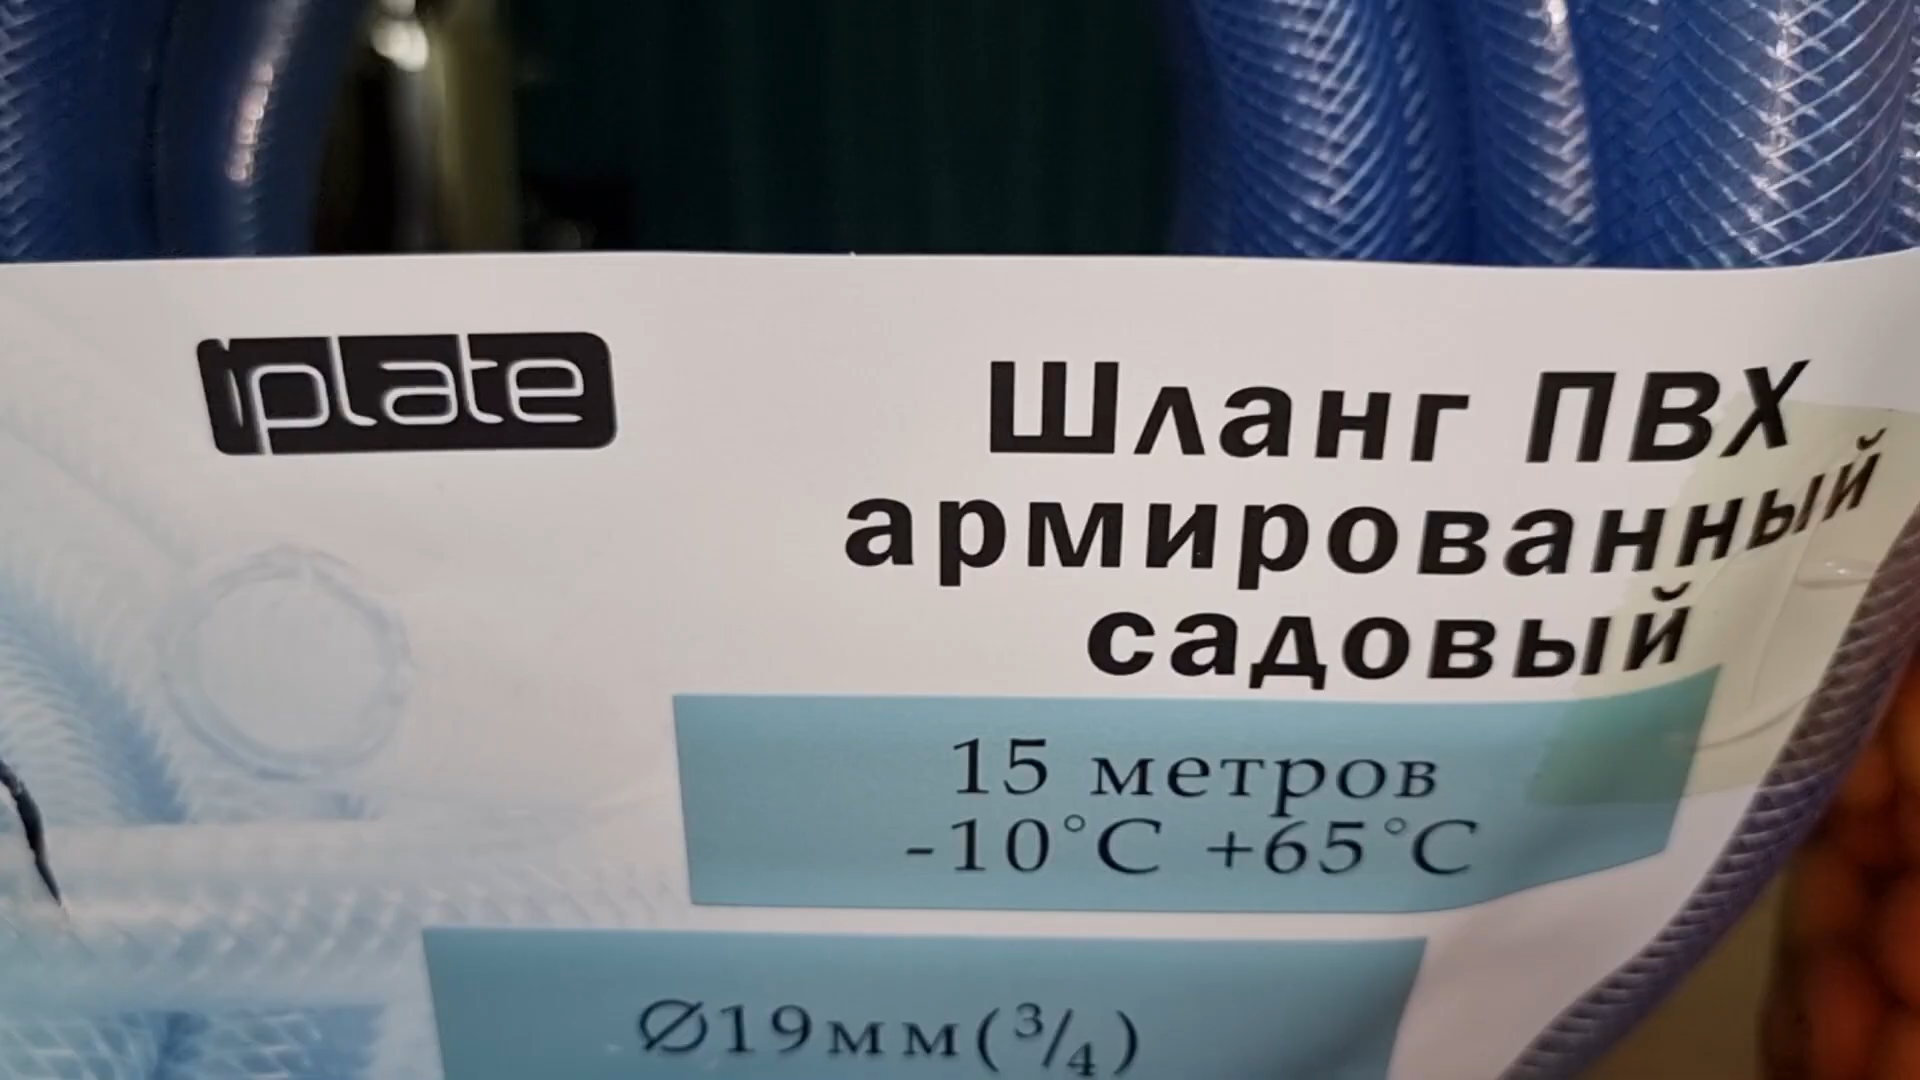 iplate
Шланг ПВХ
армированный
садовый
15 метров
-10°C +65°C
Ø19мм(3/4)